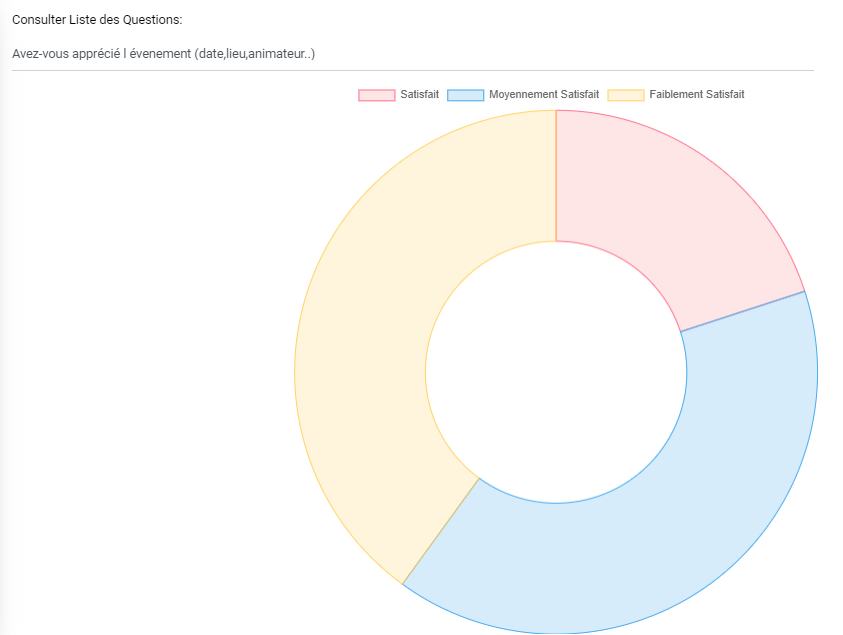 Consulter Liste des Questions:
Avez-vous apprécié l évenement (date,lieu,animateur..)
Satisfait Moyennement Satisfait Faiblement Satisfait